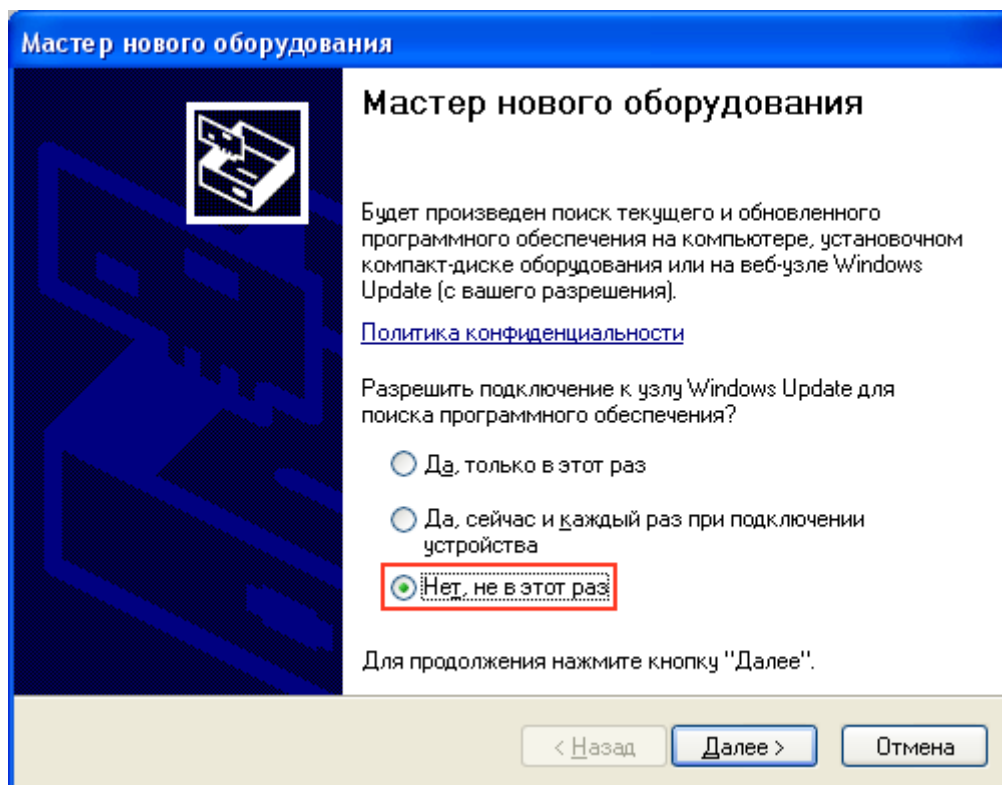 Мастер нового оборудования
Мастер нового оборудования
Будет произведен поиск текущего и обновленного
программного обеспечения на компьютере, установочном
компакт-диске оборудования или на веб-узле Windows
Update (с вашего разрешения).
Политика конфиденциальности
Разрешить подключение к узлу Windows Update для
поиска программного обеспечения?
Да, только в этот раз
Да, сейчас и каждый раз при подключении
устройства
Нет, не в этот раз
Для продолжения нажмите кнопку "Далее".
< Назад Далее > Отмена